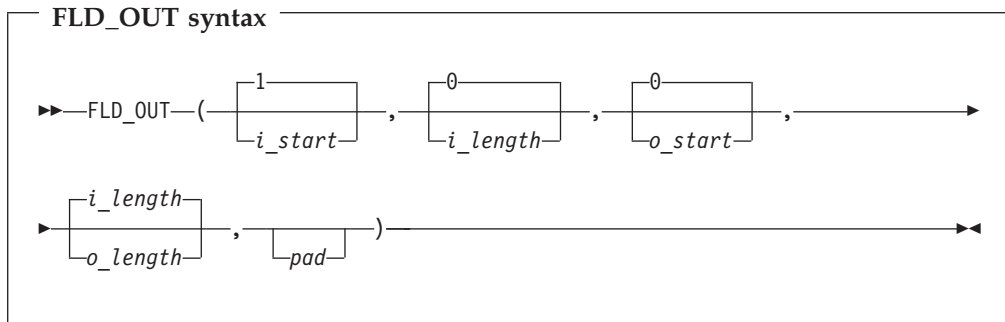 FLD_OUT syntax
1 0 0
►►—FLD_OUT—( , , , ►
i_start i_length o_start
i_length
► , )—►◄
o_length pad